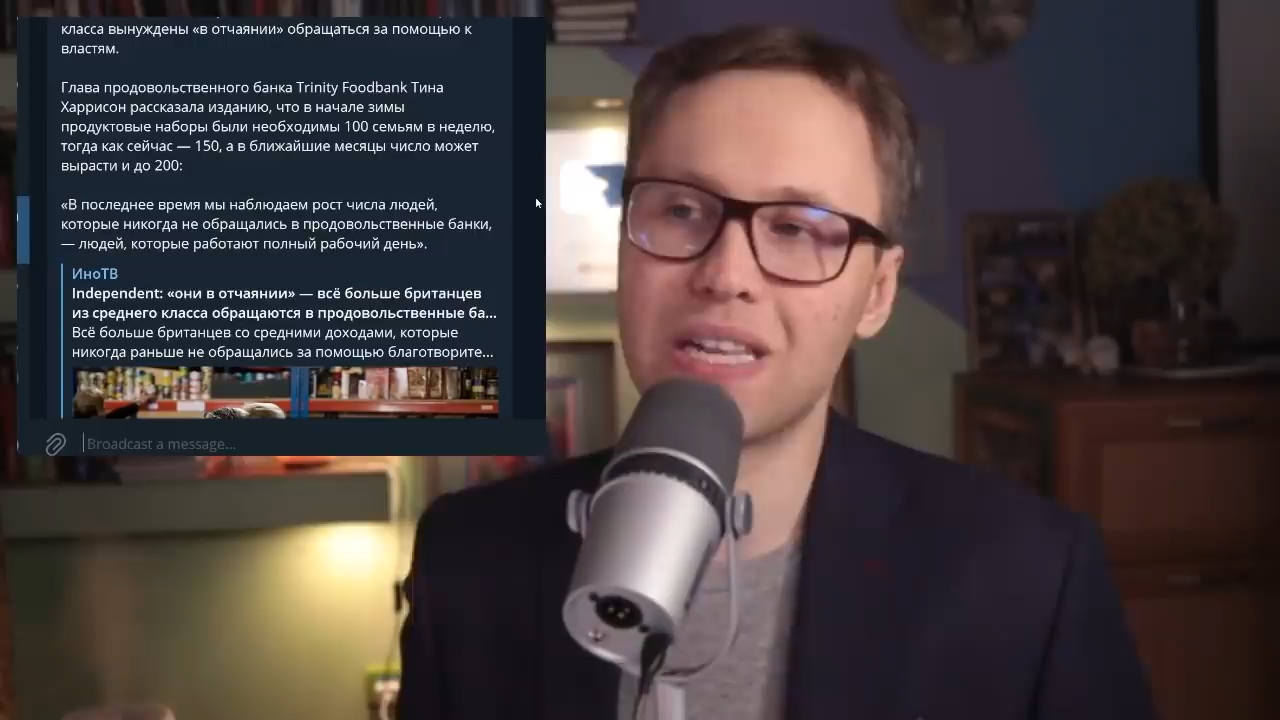 класса вынуждены «в отчаянии» обращаться за помощью к
властям.
Глава продовольственного банка Trinity Foodbank Тина
Харрисон рассказала изданию, что в начале зимы
продуктовые наборы были необходимы 100 семьям в неделю,
тогда как сейчас — 150, а в ближайшие месяцы число может
вырасти и до 200:
«В последнее время мы наблюдаем рост числа людей,
которые никогда не обращались в продовольственные банки,
— людей, которые работают полный рабочий день».
ИноТВ
Independent: «они в отчаянии» — всё больше британцев
из среднего класса обращаются в продовольственные ба...
Всё больше британцев со средними доходами, которые
никогда раньше не обращались за помощью благотворите...
Broadcast a message...